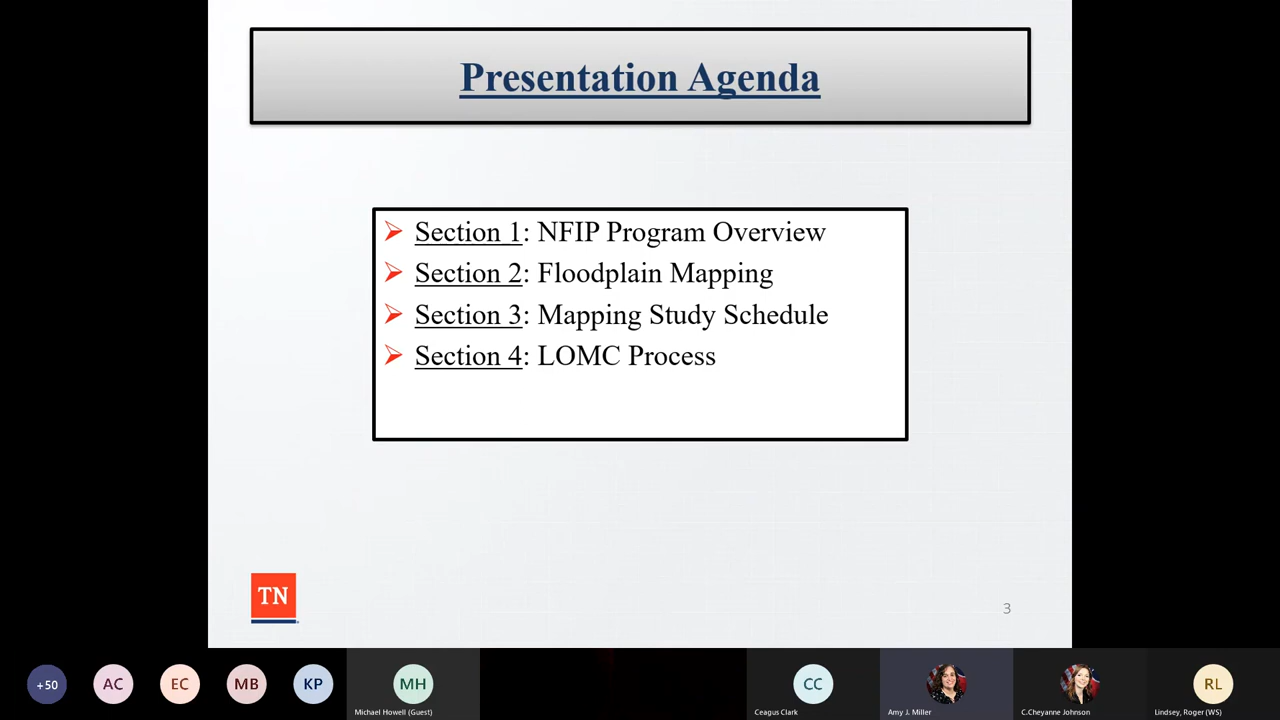 Presentation Agenda
Section 1: NFIP Program Overview
Section 2: Floodplain Mapping
Section 3: Mapping Study Schedule
Section 4: LOMC Process
TN
3
+50
AC
EC
MB
KP
MH
CC
RL
Michael Howell (Guest)
Ceagus Clark
Amy J. Miller
C.Cheyanne Johnson
Lindsey, Roger (WS)